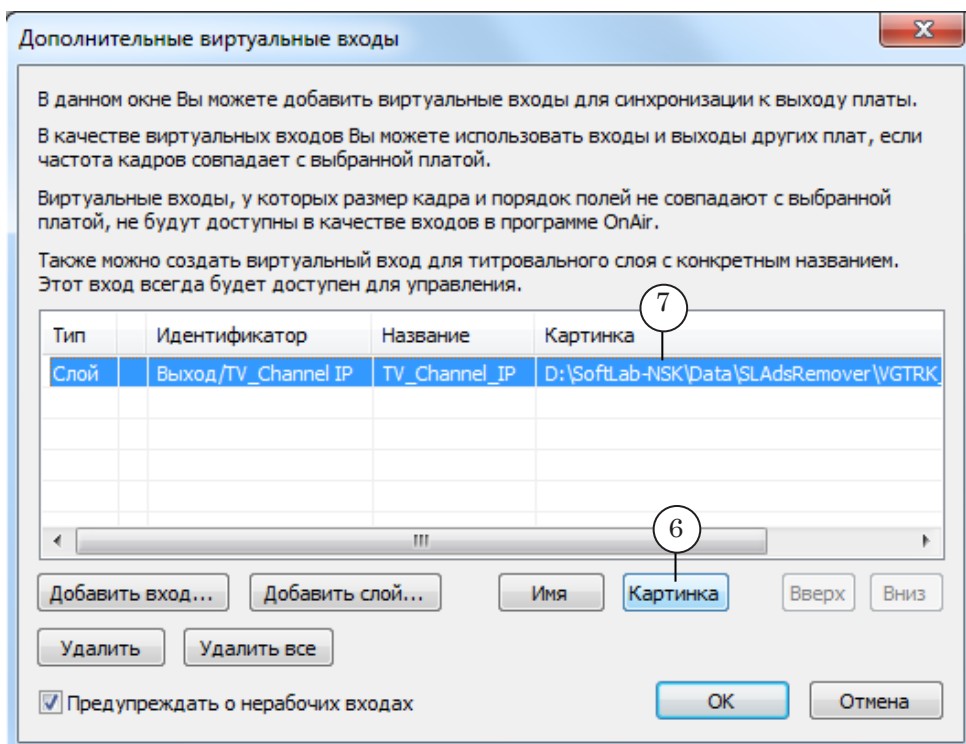 Дополнительные виртуальные входы
В данном окне Вы можете добавить виртуальные входы для синхронизации к выходу платы.
В качестве виртуальных входов Вы можете использовать входы и выходы других плат, если
частота кадров совпадает с выбранной платой.
Виртуальные входы, у которых размер кадра и порядок полей не совпадают с выбранной
платой, не будут доступны в качестве входов в программе OnAir.
Также можно создать виртуальный вход для титровального слоя с конкретным названием.
Этот вход всегда будет доступен для управления.
7
Тип Идентификатор Название Картинка
Слой Выход/TV_Channel IP TV_Channel_IP D:\SoftLab-NSK\Data\SLAdsRemover\VGTRK_
6
Добавить вход... Добавить слой... Имя Картинка Вверх Вниз
Удалить Удалить все
Предупреждать о нерабочих входах OK Отмена